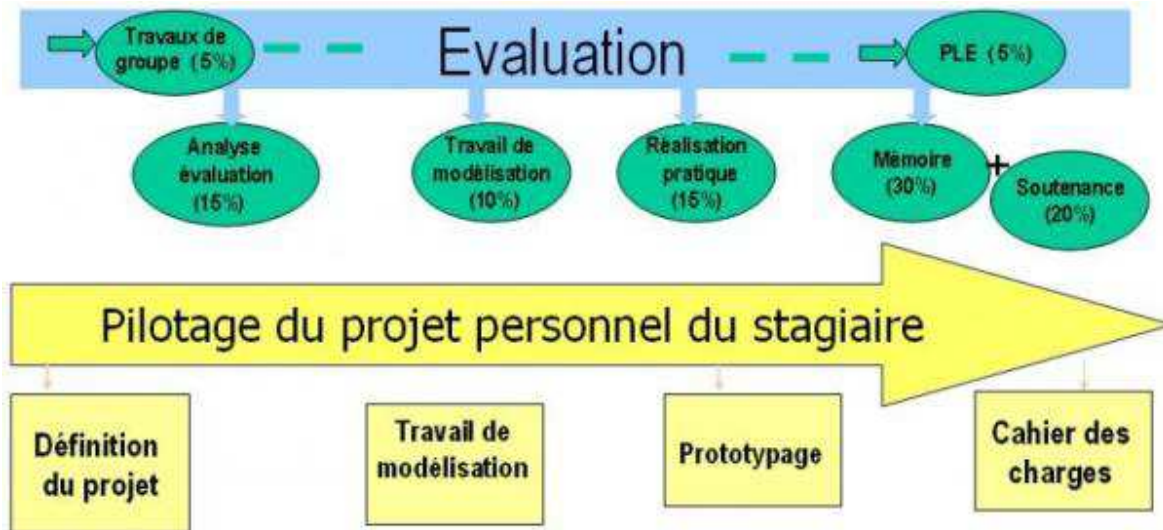 Travaux de
groupe (5%)
Evaluation
PLE (5%)
Analyse
évaluation
(15%)
Travail de
modélisation
(10%)
Réalisation
pratique
(15%)
Mémoire
(30%)
+
Soutenance
(20%)
Pilotage du projet personnel du stagiaire
Définition
du projet
Travail de
modélisation
Prototypage
Cahier des
charges